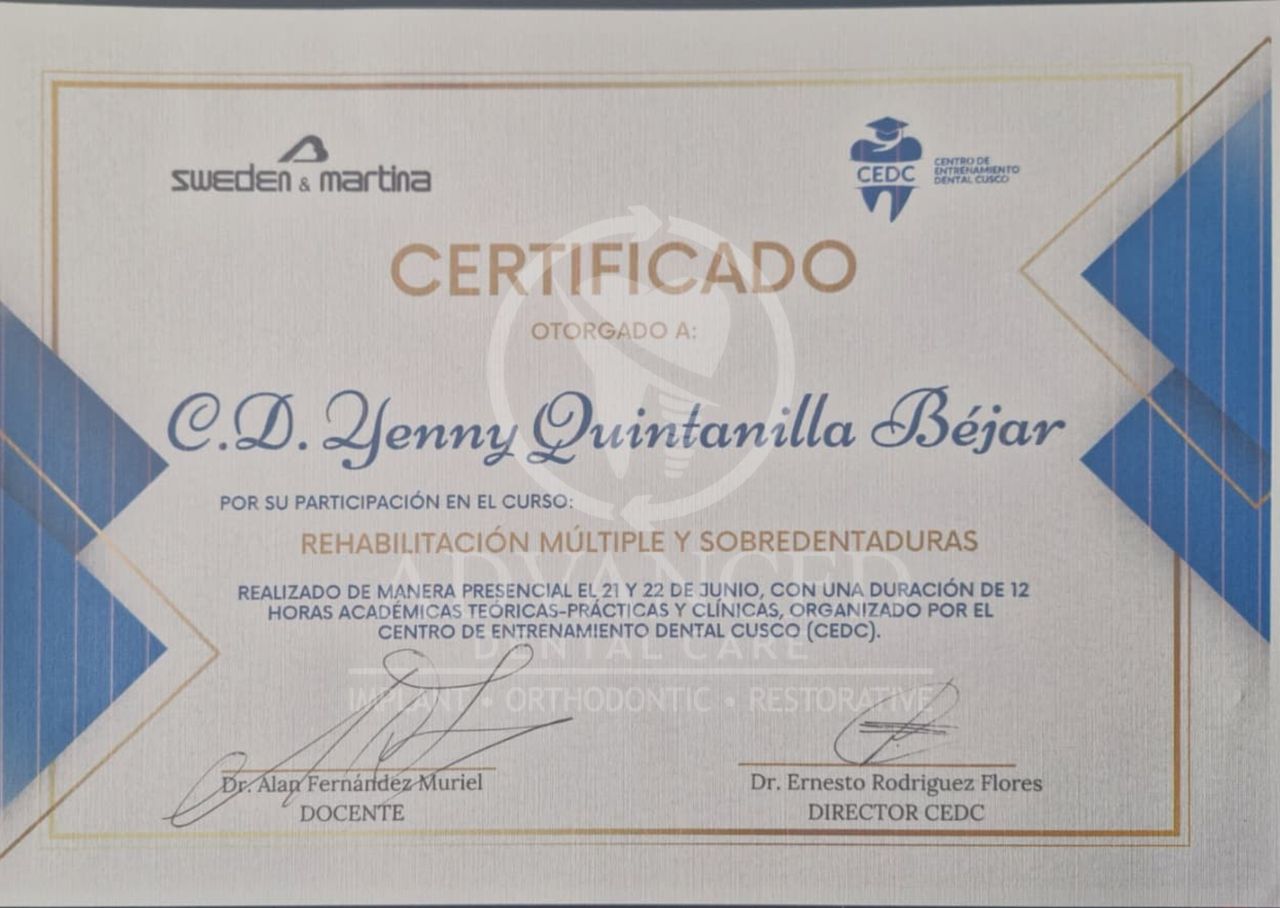 sweden & martina
CEDC
CENTRO DE
ENTRENAMIENTO
DENTAL CUSCO
CERTIFICADO
OTORGADO A:
C.D. Yenny Quintanilla Béjar
POR SU PARTICIPACIÓN EN EL CURSO:
REHABILITACIÓN MÚLTIPLE Y SOBREDENTADURAS
ADVANCED
REALIZADO DE MANERA PRESENCIAL EL 21 Y 22 DE JUNIO, CON UNA DURACIÓN DE 12
HORAS ACADÉMICAS TEÓRICAS-PRÁCTICAS Y CLÍNICAS, ORGANIZADO POR EL
CENTRO DE ENTRENAMIENTO DENTAL CUSCO (CEDC).
DENTAL CARE
IMPLANT • ORTHODONTIC • RESTORATIVE
Dr. Alan Fernández Muriel
DOCENTE
Dr. Ernesto Rodriguez Flores
DIRECTOR CEDC